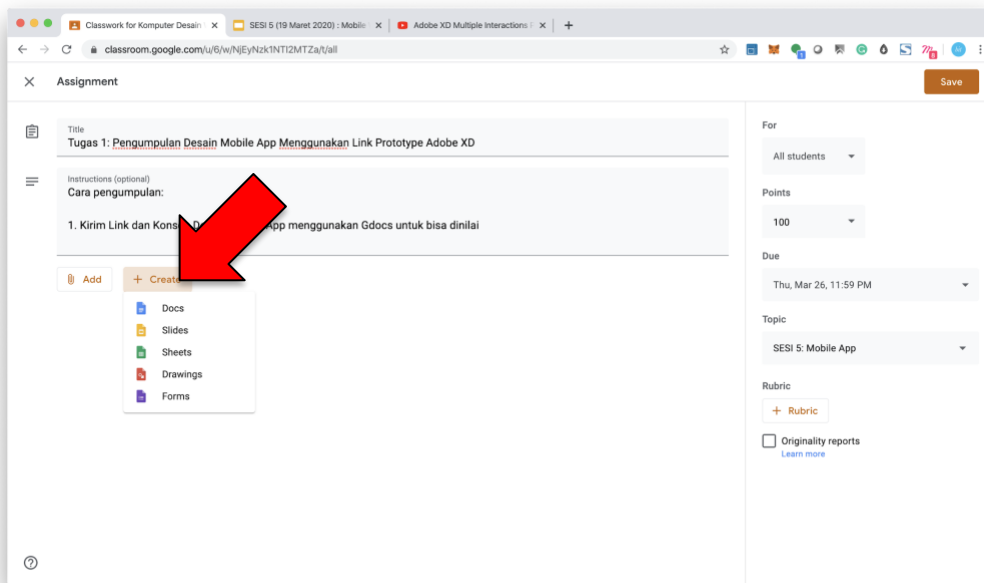 Classwork for Komputer Desain
SESI 5 (19 Maret 2020) : Mobile
Adobe XD Multiple Interactions
classroom.google.com/u/6/w/NjEyNzk1NTI2MTZa/t/all
Assignment
Save
Title
Tugas 1: Pengumpulan Desain Mobile App Menggunakan Link Prototype Adobe XD
Instructions (optional)
Cara pengumpulan:
1. Kirim Link dan App menggunakan Gdocs untuk bisa dinilai
Add
+ Create
Docs
Slides
Sheets
Drawings
Forms
For
All students
Points
100
Due
Thu, Mar 26, 11:59 PM
Topic
SESI 5: Mobile App
Rubric
+ Rubric
Originality reports
Learn more